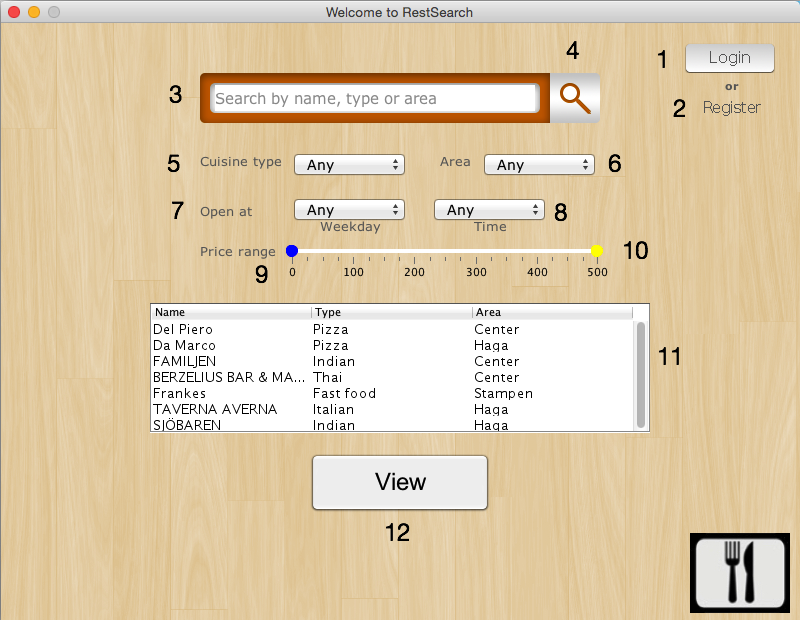 Welcome to RestSearch
4
1 Login
or
2 Register
3 Search by name, type or area
5 Cuisine type Any Area Any 6
7 Open at Any Any 8
Weekday Time
Price range 10
9 0 100 200 300 400 500
Name Type Area
Del Piero Pizza Center
Da Marco Pizza Haga
FAMILJEN Indian Center
BERZELIUS BAR & MA... Thai Center
Frankes Fast food Stampen
TAVERNA AVERNA Italian Haga
SJÖBAREN Indian Haga
11
View
12